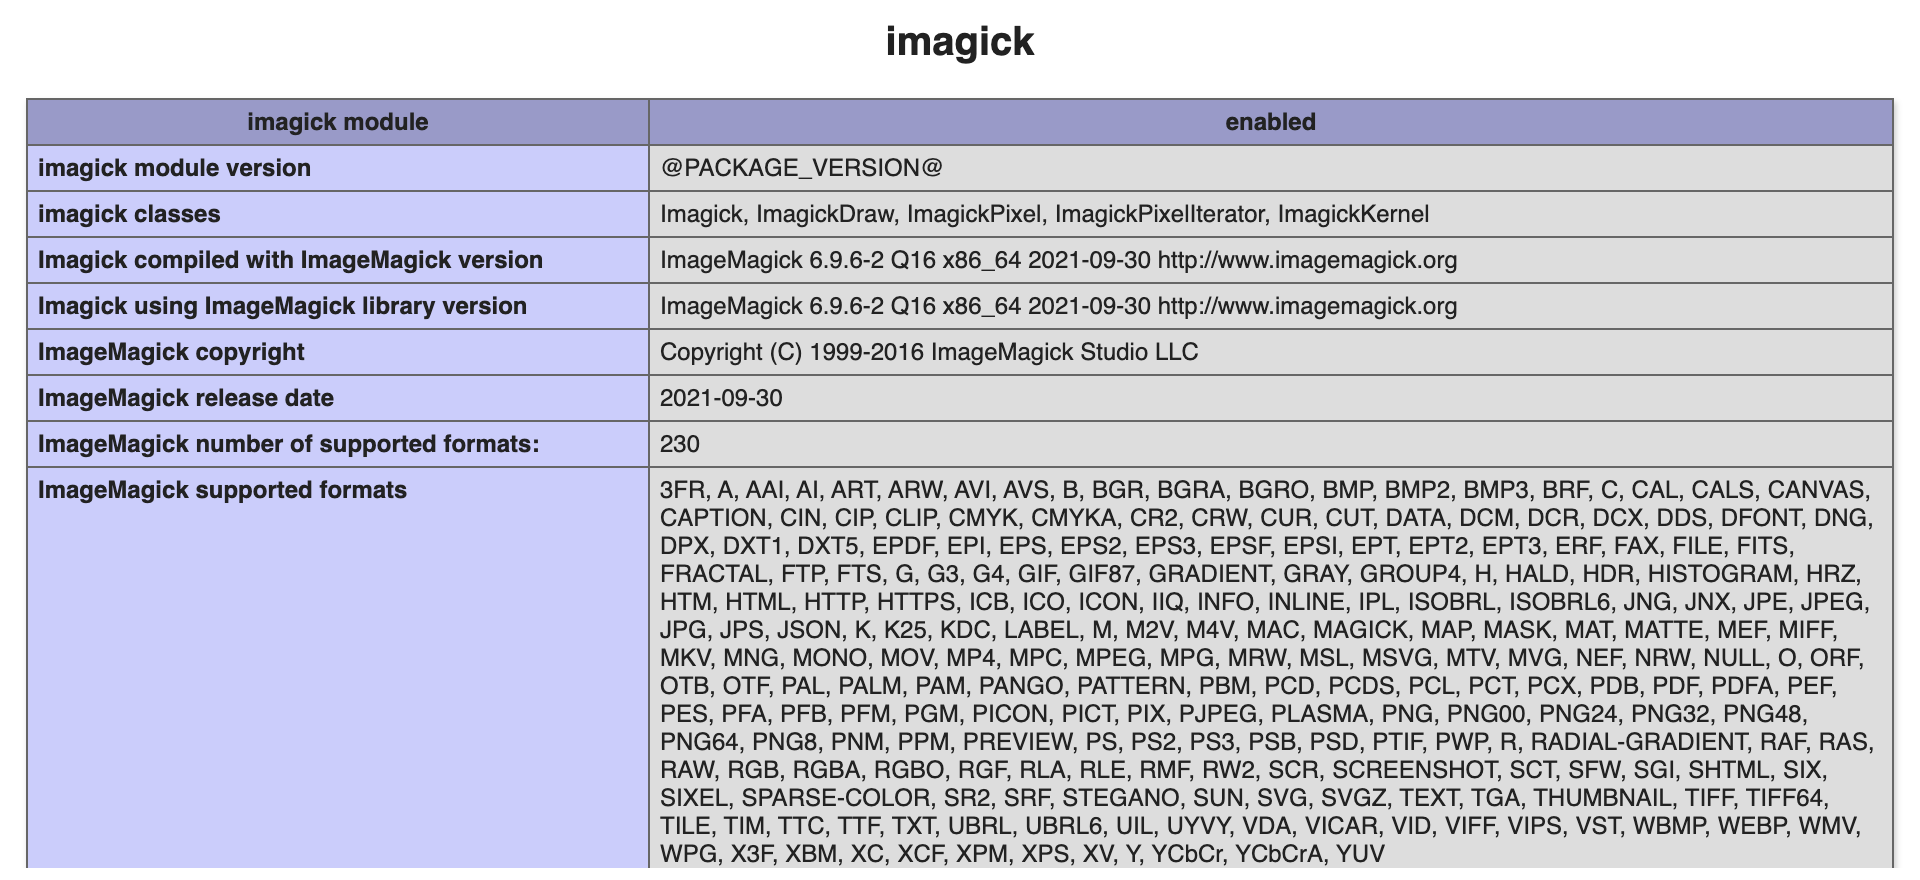 imagick
imagick module enabled
imagick module version @PACKAGE_VERSION@
imagick classes Imagick, ImagickDraw, ImagickPixel, ImagickPixelIterator, ImagickKernel
Imagick compiled with ImageMagick version ImageMagick 6.9.6-2 Q16 x86_64 2021-09-30 http://www.imagemagick.org
Imagick using ImageMagick library version ImageMagick 6.9.6-2 Q16 x86_64 2021-09-30 http://www.imagemagick.org
ImageMagick copyright Copyright (C) 1999-2016 ImageMagick Studio LLC
ImageMagick release date 2021-09-30
ImageMagick number of supported formats: 230
ImageMagick supported formats 3FR, A, AAI, AI, ART, ARW, AVI, AVS, B, BGR, BGRA, BGRO, BMP, BMP2, BMP3, BRF, C, CAL, CALS, CANVAS,
CAPTION, CIN, CIP, CLIP, CMYK, CMYKA, CR2, CRW, CUR, CUT, DATA, DCM, DCR, DCX, DDS, DFONT, DNG,
DPX, DXT1, DXT5, EPDF, EPI, EPS, EPS2, EPS3, EPSF, EPSI, EPT, EPT2, EPT3, ERF, FAX, FILE, FITS,
FRACTAL, FTP, FTS, G, G3, G4, GIF, GIF87, GRADIENT, GRAY, GROUP4, H, HALD, HDR, HISTOGRAM, HRZ,
HTM, HTML, HTTP, HTTPS, ICB, ICO, ICON, IIQ, INFO, INLINE, IPL, ISOBRL, ISOBRL6, JNG, JNX, JPE, JPEG,
JPG, JPS, JSON, K, K25, KDC, LABEL, M, M2V, M4V, MAC, MAGICK, MAP, MASK, MAT, MATTE, MEF, MIFF,
MKV, MNG, MONO, MOV, MP4, MPC, MPEG, MPG, MRW, MSL, MSVG, MTV, MVG, NEF, NRW, NULL, O, ORF,
OTB, OTF, PAL, PALM, PAM, PANGO, PATTERN, PBM, PCD, PCDS, PCL, PCT, PCX, PDB, PDF, PDFA, PEF,
PES, PFA, PFB, PFM, PGM, PICON, PICT, PIX, PJPEG, PLASMA, PNG, PNG00, PNG24, PNG32, PNG48,
PNG64, PNG8, PNM, PPM, PREVIEW, PS, PS2, PS3, PSB, PSD, PTIF, PWP, R, RADIAL-GRADIENT, RAF, RAS,
RAW, RGB, RGBA, RGBO, RGF, RLA, RLE, RMF, RW2, SCR, SCREENSHOT, SCT, SFW, SGI, SHTML, SIX,
SIXEL, SPARSE-COLOR, SR2, SRF, STEGANO, SUN, SVG, SVGZ, TEXT, TGA, THUMBNAIL, TIFF, TIFF64,
TILE, TIM, TTC, TTF, TXT, UBRL, UBRL6, UIL, UYVY, VDA, VICAR, VID, VIFF, VIPS, VST, WBMP, WEBP, WMV,
WPG, X3F, XBM, XC, XCF, XPM, XPS, XV, Y, YCbCr, YCbCrA, YUV